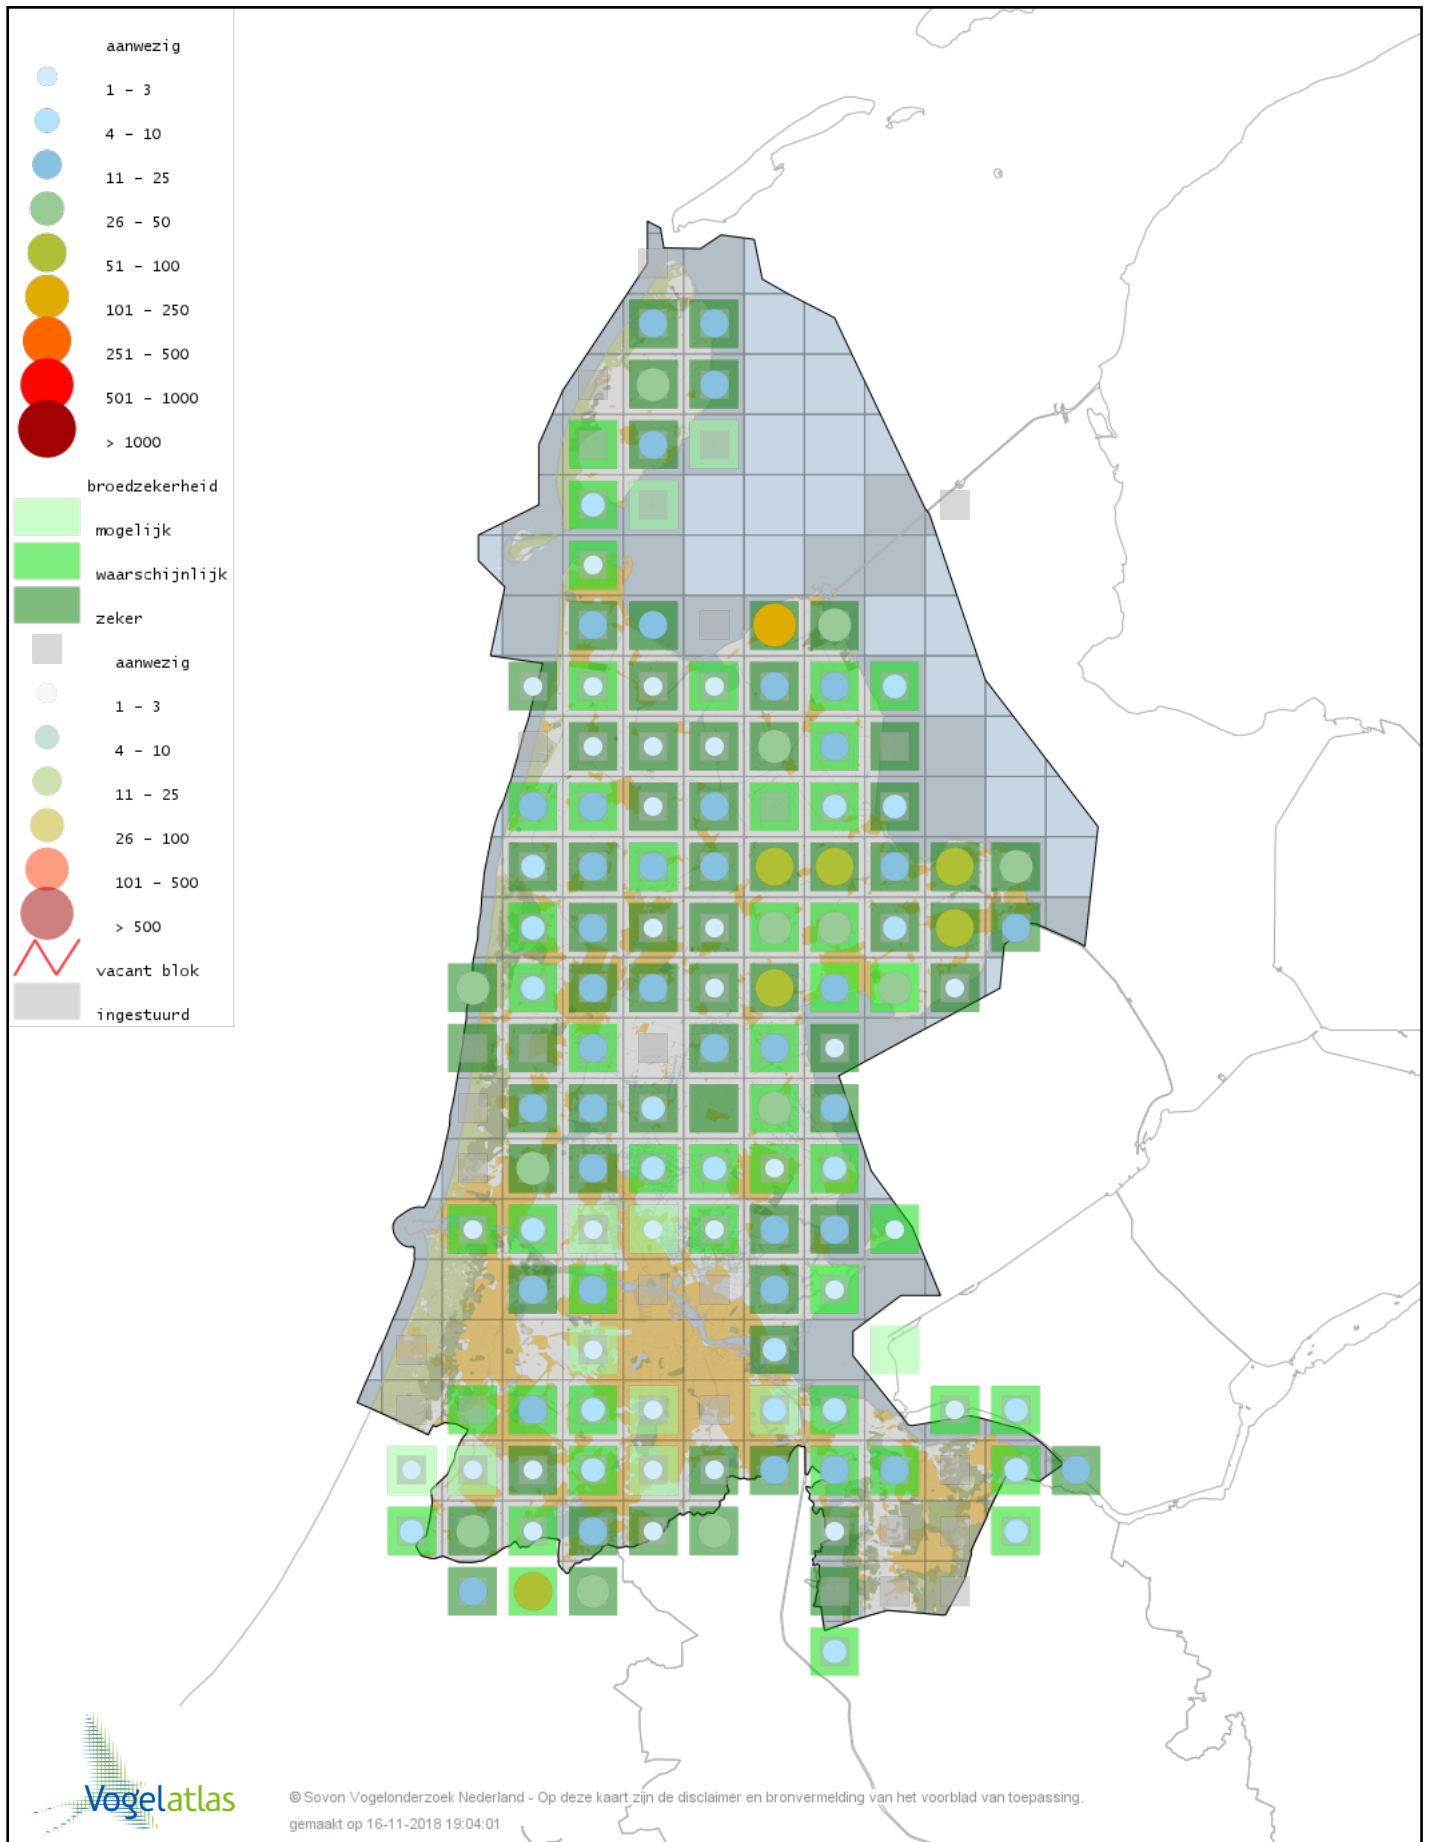 aanwezig
1 - 3
4 - 10
11 - 25
26 - 50
51 - 100
101 - 250
251 - 500
501 - 1000
> 1000
broedzekerheid
mogelijk
waarschijnlijk
zeker
aanwezig
1 - 3
4 - 10
11 - 25
26 - 100
101 - 500
> 500
vacant blok
ingestuurd
Vogelatlas
© Sovon Vogelonderzoek Nederland - Op deze kaart zijn de disclaimer en bronvermelding van het voorblad van toepassing.
gemaakt op 16-11-2018 19:04:01